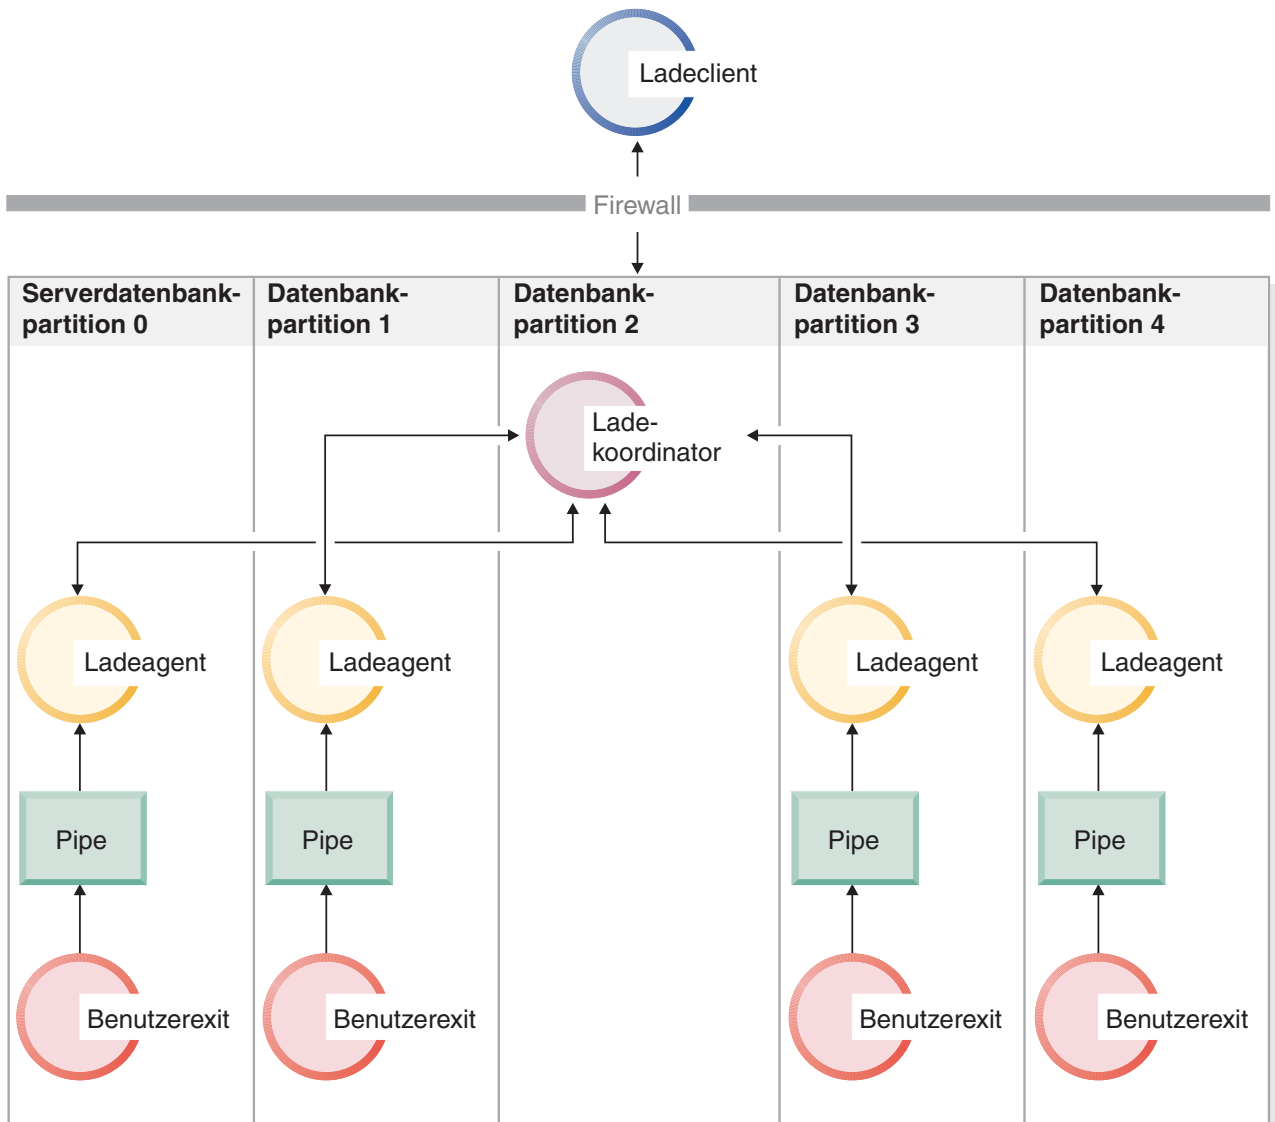 Ladeclient
Firewall
Serverdatenbank-
partition 0
Datenbank-
partition 1
Datenbank-
partition 2
Datenbank-
partition 3
Datenbank-
partition 4
Lade-
koordinator
Ladeagent
Ladeagent
Ladeagent
Ladeagent
Pipe
Pipe
Pipe
Pipe
Benutzerexit
Benutzerexit
Benutzerexit
Benutzerexit